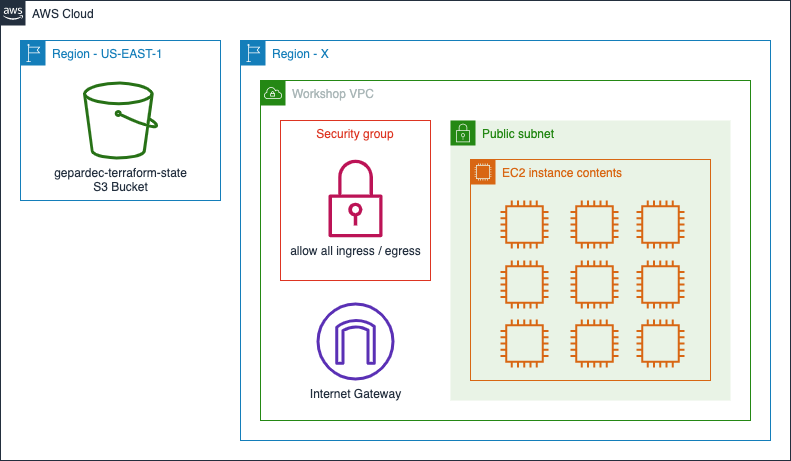 aws
AWS Cloud
Region - US-EAST-1
gepardec-terraform-state
S3 Bucket
Region - X
Workshop VPC
Security group
allow all ingress / egress
Internet Gateway
Public subnet
EC2 instance contents